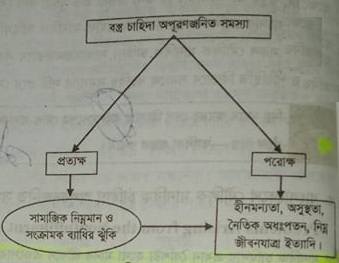 বস্ত্র চাহিদা অপূরণজনিত সমস্যা
প্রত্যক্ষ
পরোক্ষ
সামাজিক নিম্নমান ও
সংক্রামক ব্যাধির ঝুঁকি
হীনমন্যতা, অসুস্থতা,
নৈতিক অধঃপতন, নিম্ন
জীবনযাত্রা ইত্যাদি।